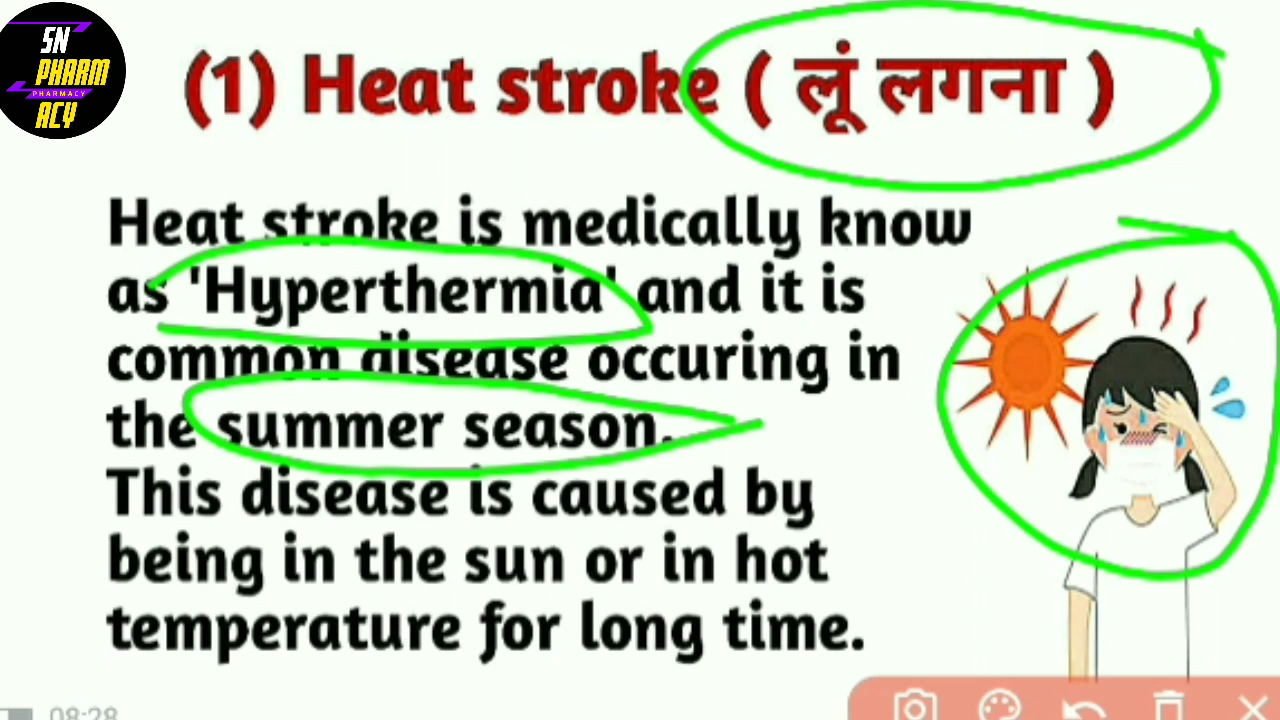 SN
PHARM
PHARMACY
ACY
(1) Heat stroke ( लूं लगना )
Heat stroke is medically know
as 'Hyperthermia' and it is
common disease occuring in
the summer season.
This disease is caused by
being in the sun or in hot
temperature for long time.
08:28